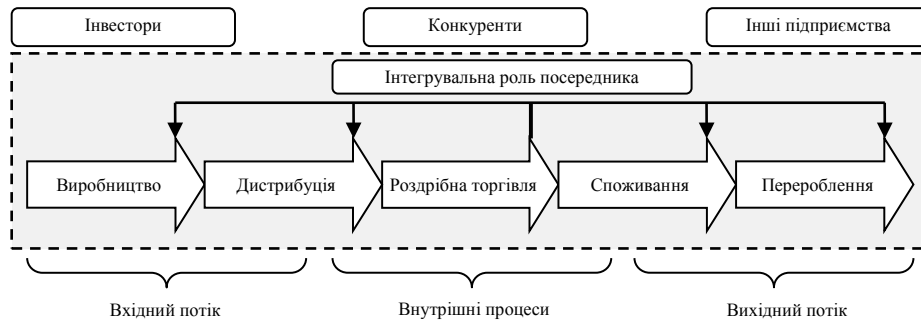 Інвестори
Конкуренти
Інші підприємства
Інтегрувальна роль посередника
Виробництво
Дистрибуція
Роздрібна торгівля
Споживання
Перероблення
Вхідний потік
Внутрішні процеси
Вихідний потік